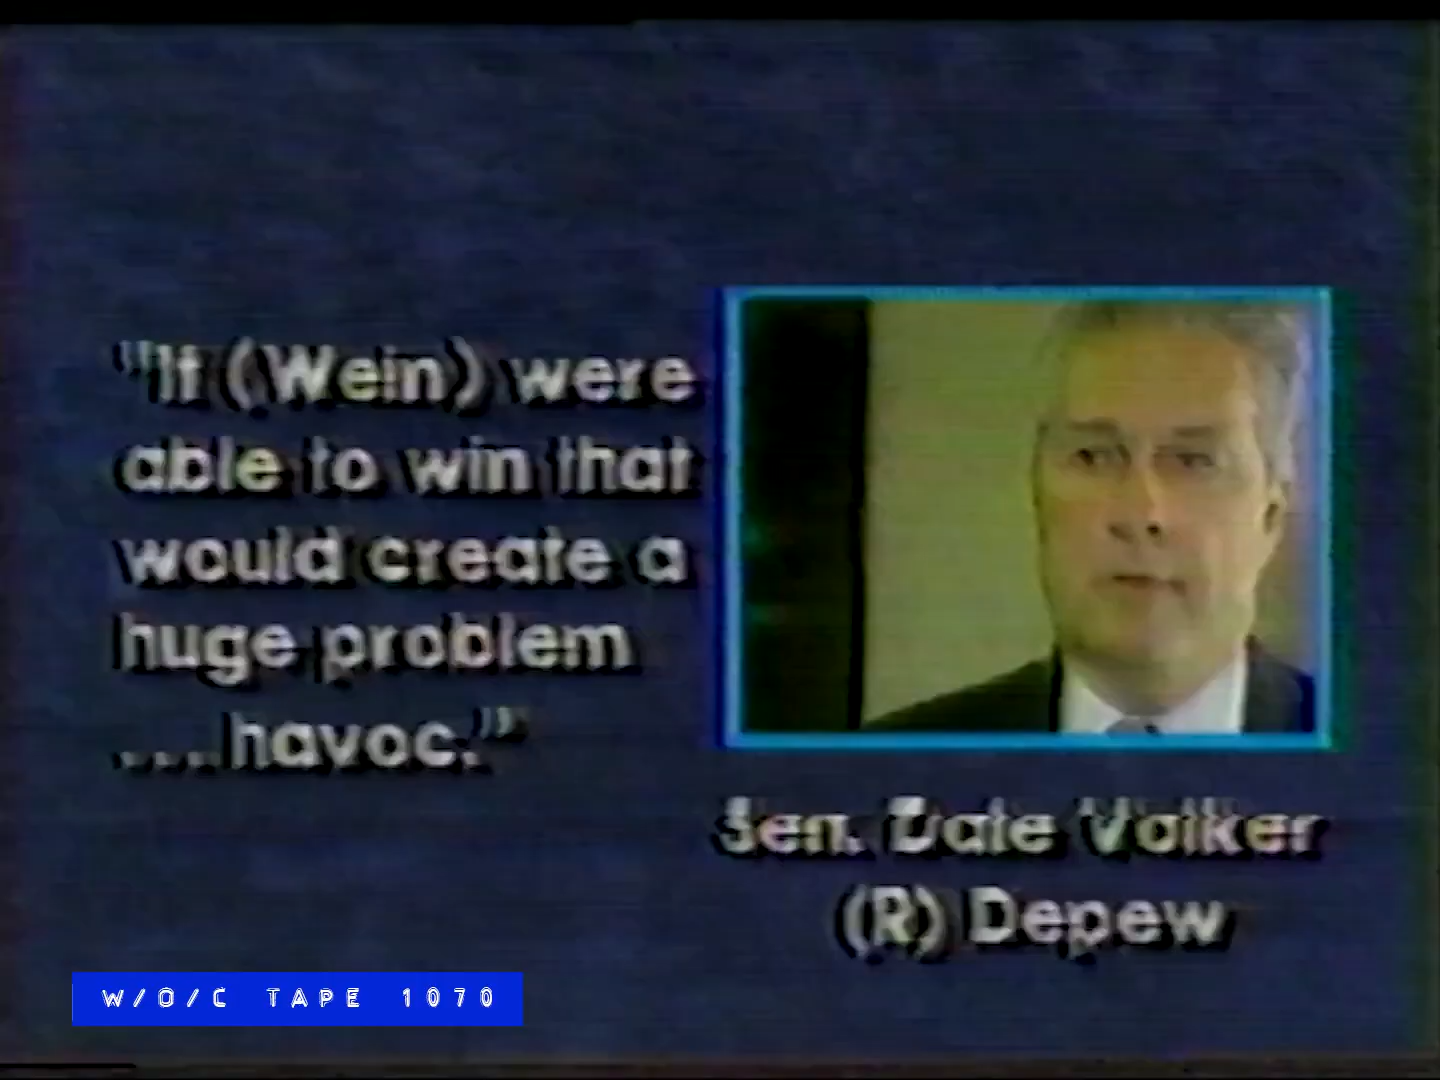 "If (Wein) were
able to win that
would create a
huge problem
....havoc."
Sen. Dale Volker
(R) Depew
W/O/C TAPE 1070